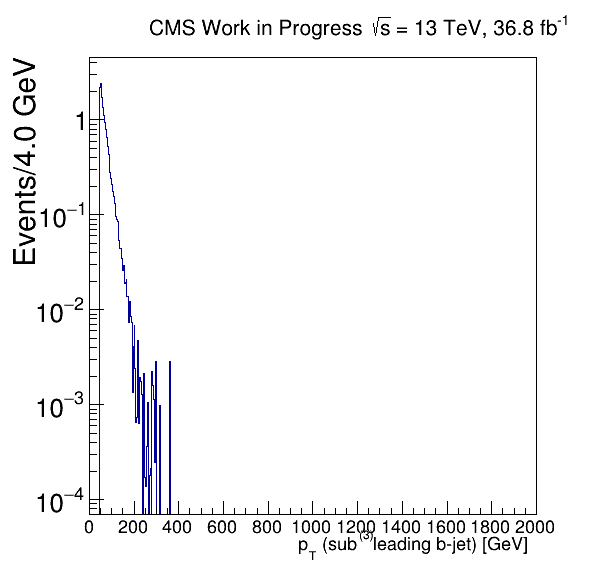 CMS Work in Progress √s = 13 TeV, 36.8 fb⁻¹
Events/4.0 GeV
1
10⁻¹
10⁻²
10⁻³
10⁻⁴
0 200 400 600 800 1000 1200 1400 1600 1800 2000
p_T (sub⁽³⁾leading b-jet) [GeV]